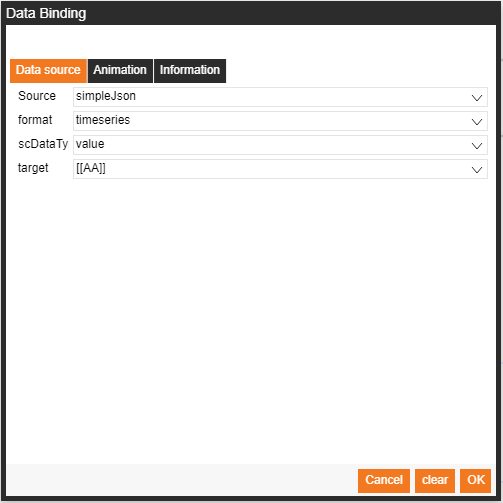 Data Binding
Data source Animation Information
Source simpleJson
format timeseries
scDataTy value
target [[AA]]
Cancel clear OK